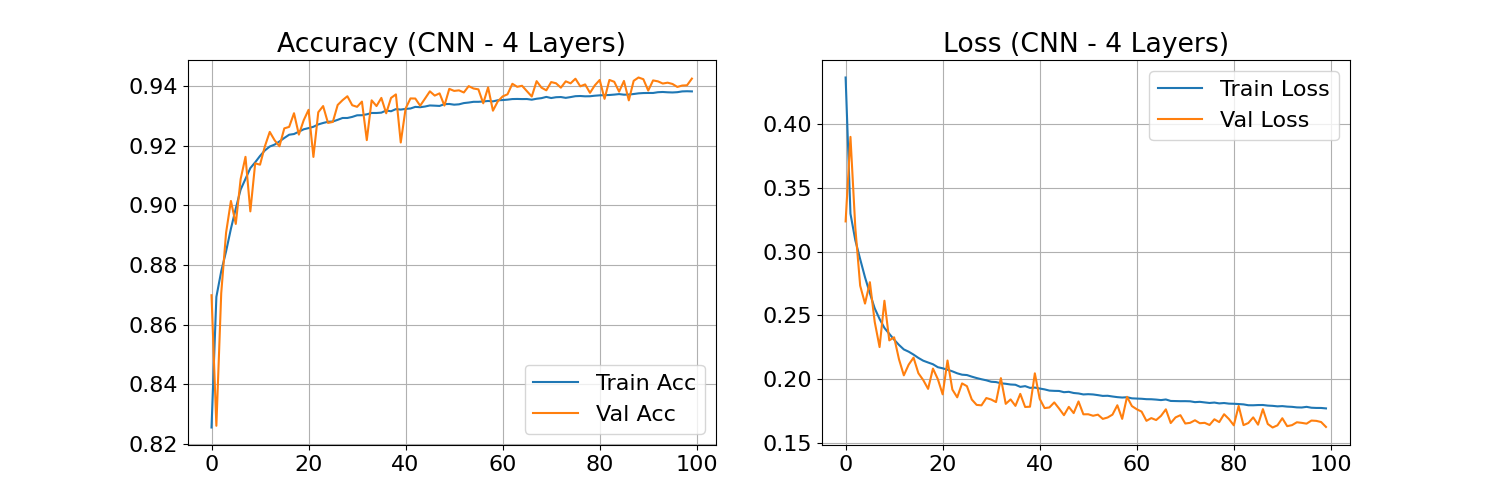 Accuracy (CNN - 4 Layers)
0.94
0.92
0.90
0.88
0.86
0.84
0.82
0 20 40 60 80 100
Train Acc
Val Acc
Loss (CNN - 4 Layers)
0.40
0.35
0.30
0.25
0.20
0.15
0 20 40 60 80 100
Train Loss
Val Loss